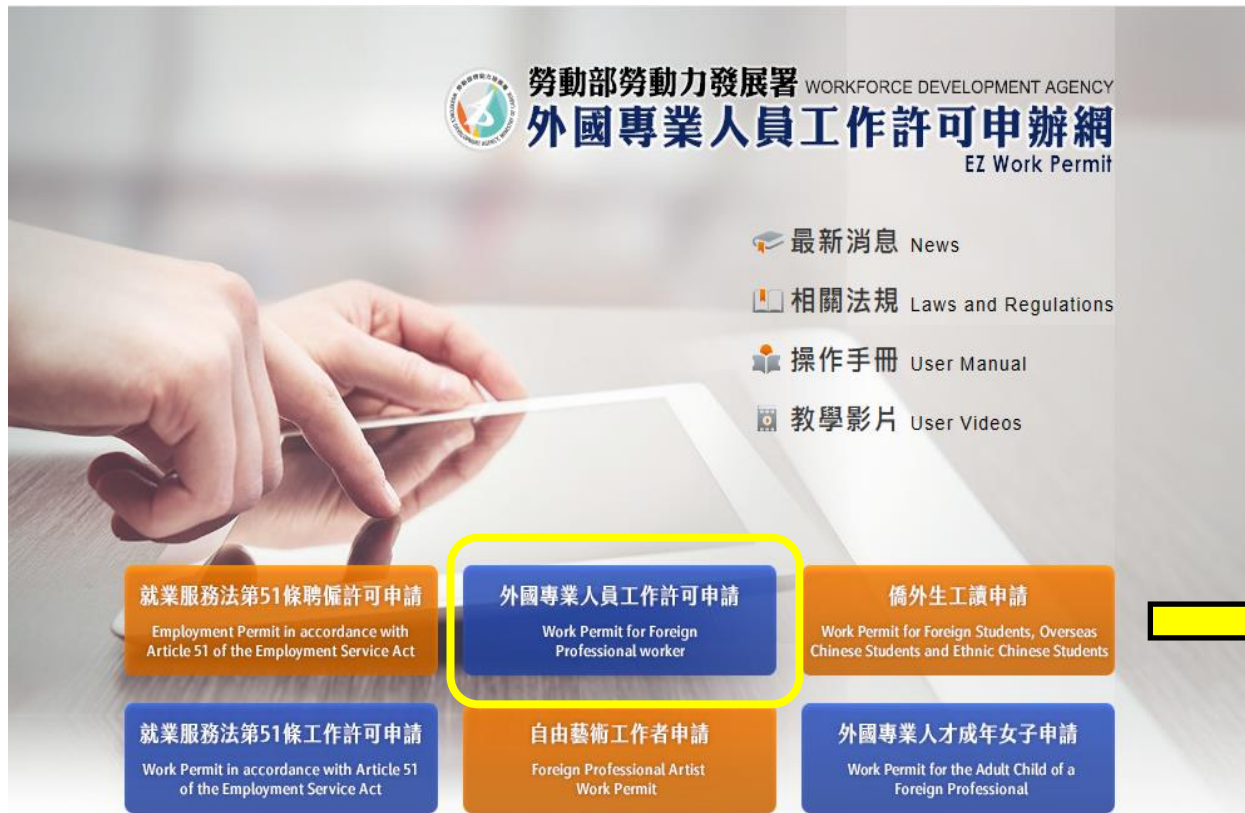 勞動部勞動力發展署 WORKFORCE DEVELOPMENT AGENCY
外國專業人員工作許可申辦網
EZ Work Permit
最新消息 News
相關法規 Laws and Regulations
操作手冊 User Manual
教學影片 User Videos
就業服務法第51條聘僱許可申請
Employment Permit in accordance with
Article 51 of the Employment Service Act
外國專業人員工作許可申請
Work Permit for Foreign
Professional worker
僑外生工讀申請
Work Permit for Foreign Students, Overseas
Chinese Students and Ethnic Chinese Students
就業服務法第51條工作許可申請
Work Permit in accordance with Article 51
of the Employment Service Act
自由藝術工作者申請
Foreign Professional Artist
Work Permit
外國專業人才成年女子申請
Work Permit for the Adult Child of a
Foreign Professional